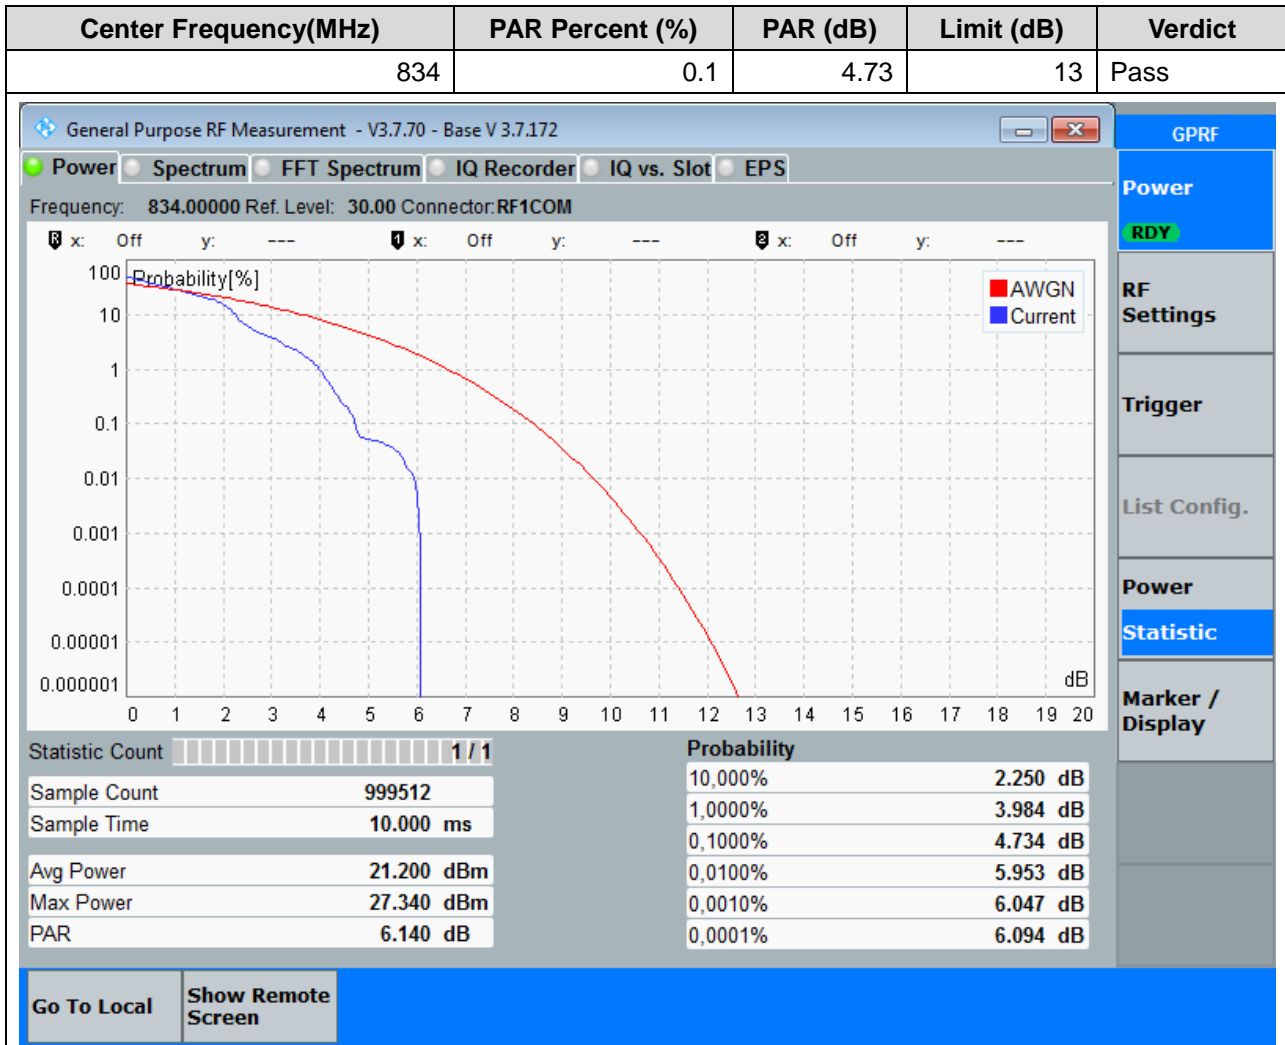 Center Frequency(MHz) PAR Percent (%) PAR (dB) Limit (dB) Verdict
834 0.1 4.73 13 Pass
General Purpose RF Measurement - V3.7.70 - Base V 3.7.172
GPRF
Power Spectrum FFT Spectrum IQ Recorder IQ vs. Slot EPS
Power
RDY
Frequency: 834.00000 Ref. Level: 30.00 Connector: RF1COM
R x: Off y: --- 1 x: Off y: --- 2 x: Off y: ---
Probability[%]
AWGN
Current
100
10
1
0.1
0.01
0.001
0.0001
0.00001
0.000001
dB
0 1 2 3 4 5 6 7 8 9 10 11 12 13 14 15 16 17 18 19 20
RF
Settings
Trigger
List Config.
Power
Statistic
Marker /
Display
Statistic Count 1 / 1
Sample Count 999512
Sample Time 10.000 ms
Avg Power 21.200 dBm
Max Power 27.340 dBm
PAR 6.140 dB
Probability
10,000% 2.250 dB
1,0000% 3.984 dB
0,1000% 4.734 dB
0,0100% 5.953 dB
0,0010% 6.047 dB
0,0001% 6.094 dB
Go To Local
Show Remote
Screen